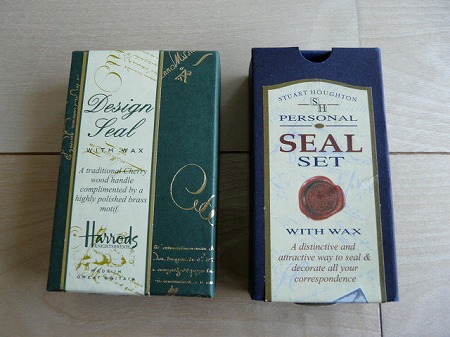 Design
Seal
WITH WAX
A traditional Cherry
wood handle
complimented by a
highly polished brass
motif.
Harrods
KNIGHTSBRIDGE
MADE IN
GREAT BRITAIN
STUART HOUGHTON
SH
PERSONAL
SEAL
SET
WITH WAX
A distinctive and
attractive way to seal &
decorate all your
correspondence